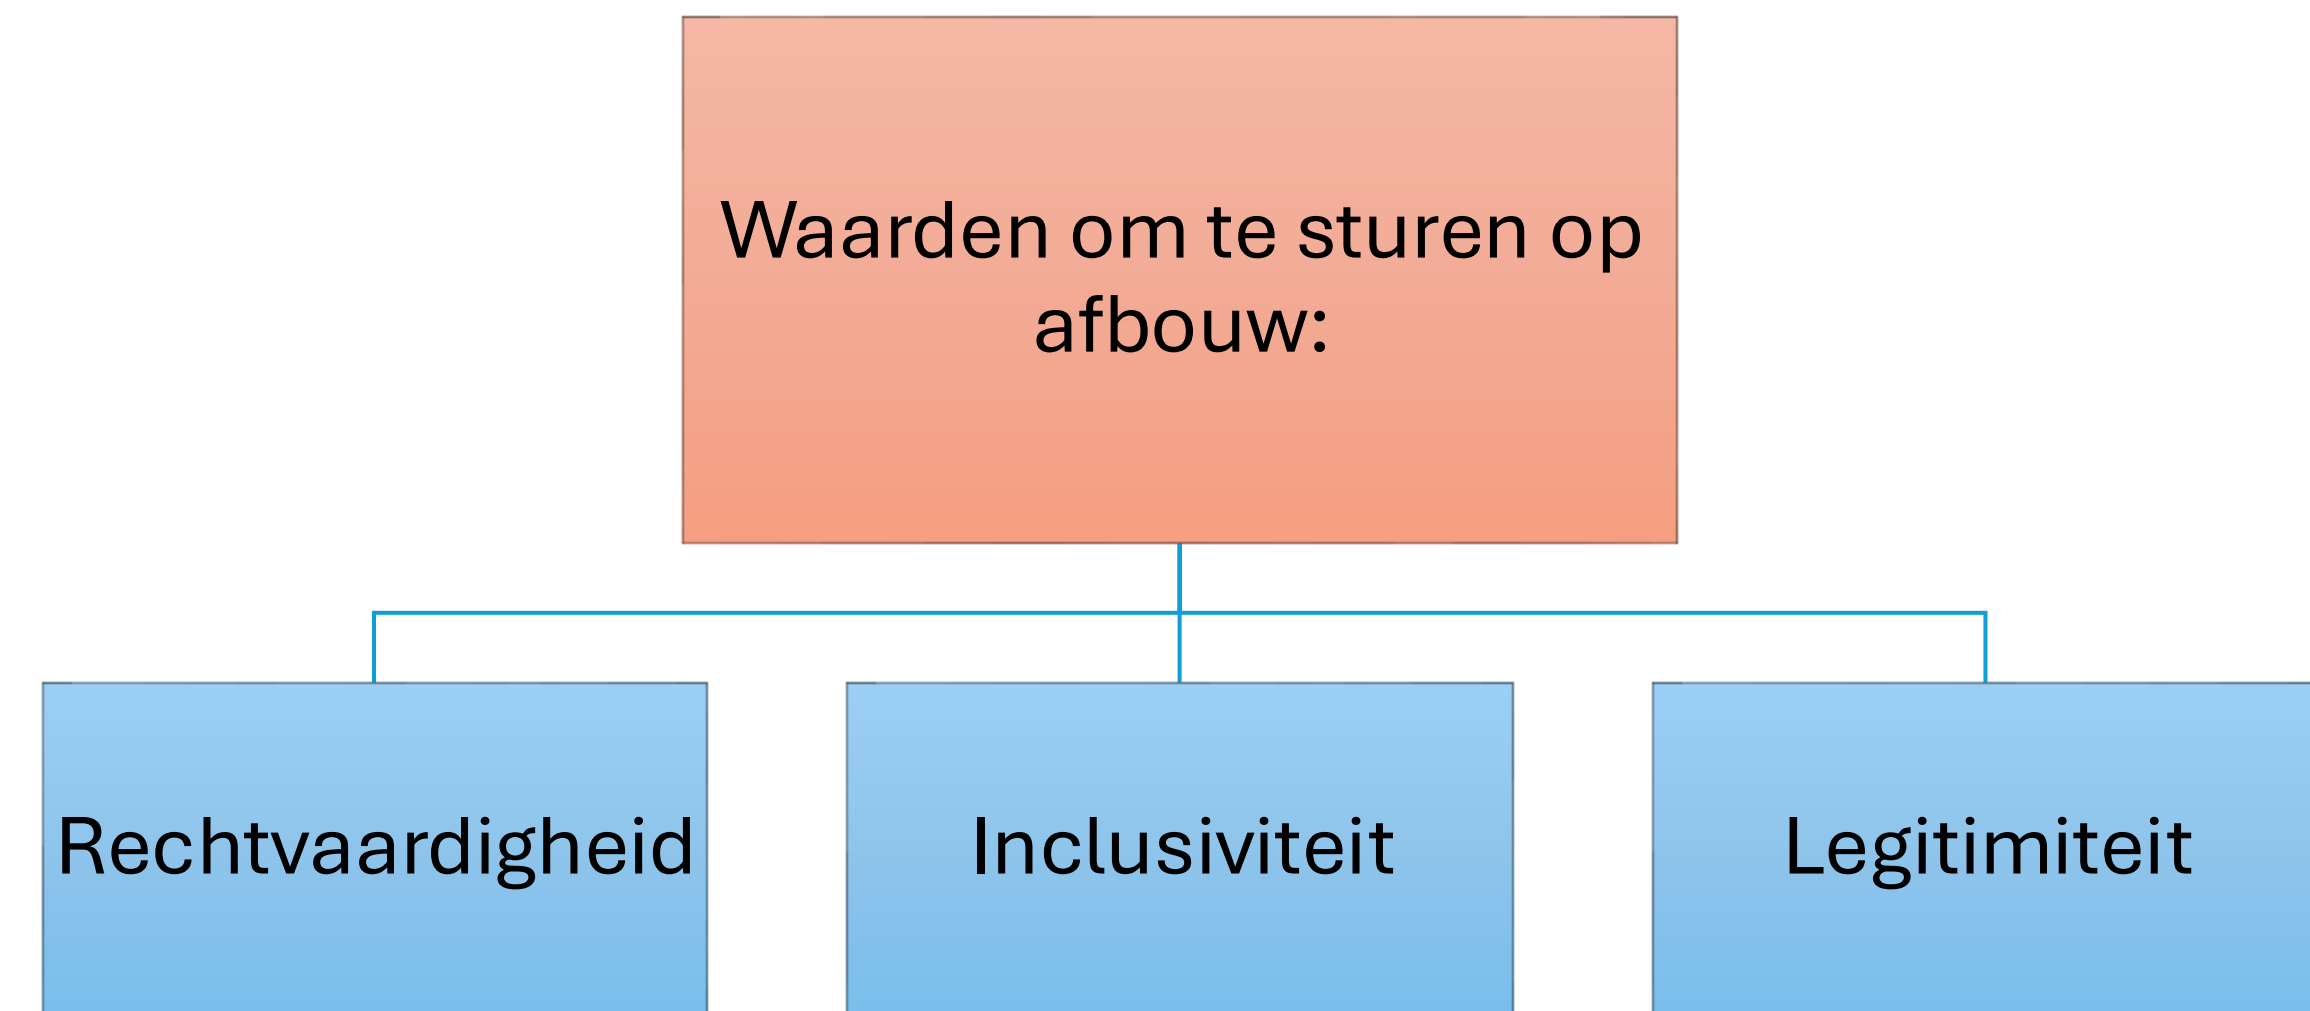 Waarden om te sturen op
afbouw:
Rechtvaardigheid
Inclusiviteit
Legitimiteit